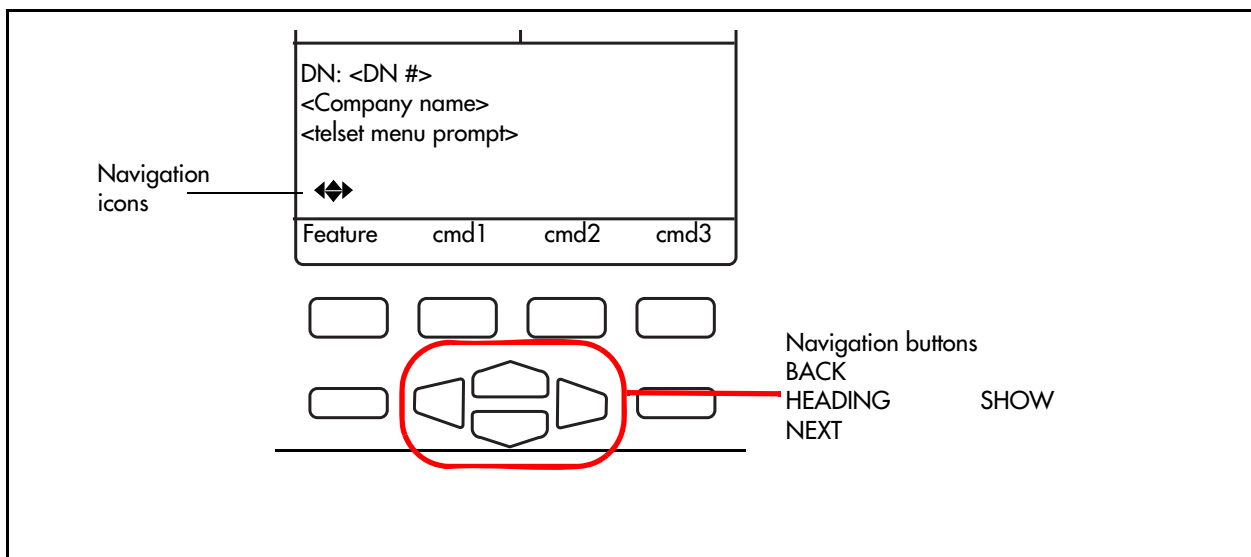 DN: <DN #>
<Company name>
<telset menu prompt>
Navigation
icons
Feature cmd1 cmd2 cmd3
Navigation buttons
BACK
HEADING SHOW
NEXT